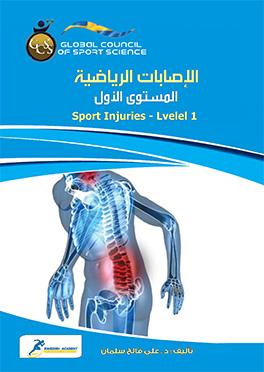 GLOBAL COUNCIL
OF SPORT SCIENCE
الإصابات الرياضية
المستوى الأول
Sport Injuries - Lvelel 1
تأليف: د. علي فالح سلمان